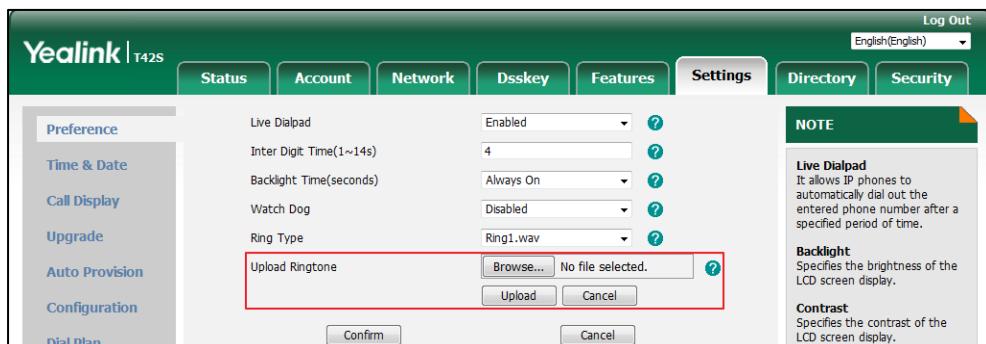 Log Out
English(English)
Yealink T42S
Status Account Network Dsskey Features Settings Directory Security
Preference
Time & Date
Call Display
Upgrade
Auto Provision
Configuration
Dial Plan
Live Dialpad Enabled ?
Inter Digit Time(1~14s) 4 ?
Backlight Time(seconds) Always On ?
Watch Dog Disabled ?
Ring Type Ring1.wav ?
Upload Ringtone Browse... No file selected. ?
Upload Cancel
Confirm Cancel
NOTE
Live Dialpad
It allows IP phones to
automatically dial out the
entered phone number after a
specified period of time.
Backlight
Specifies the brightness of the
LCD screen display.
Contrast
Specifies the contrast of the
LCD screen display.